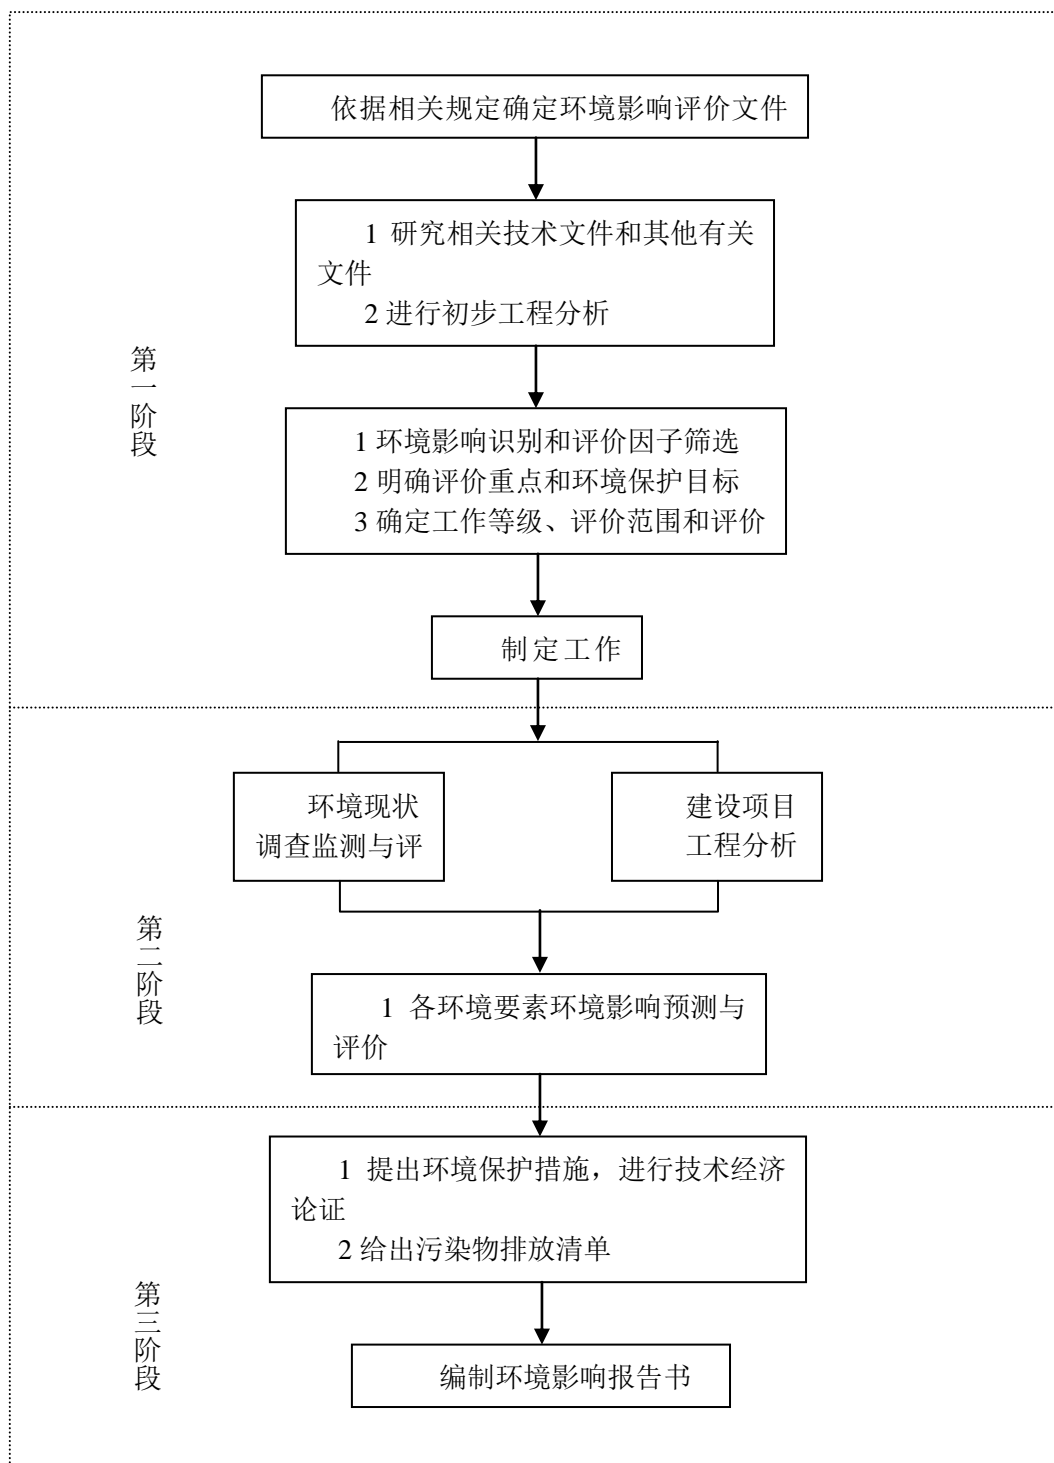 依据相关规定确定环境影响评价文件
1 研究相关技术文件和其他有关
文件
2 进行初步工程分析
第一阶段
1 环境影响识别和评价因子筛选
2 明确评价重点和环境保护目标
3 确定工作等级、评价范围和评价
制定工作
环境现状
调查监测与评
建设项目
工程分析
第二阶段
1 各环境要素环境影响预测与
评价
1 提出环境保护措施，进行技术经济
论证
2 给出污染物排放清单
第三阶段
编制环境影响报告书